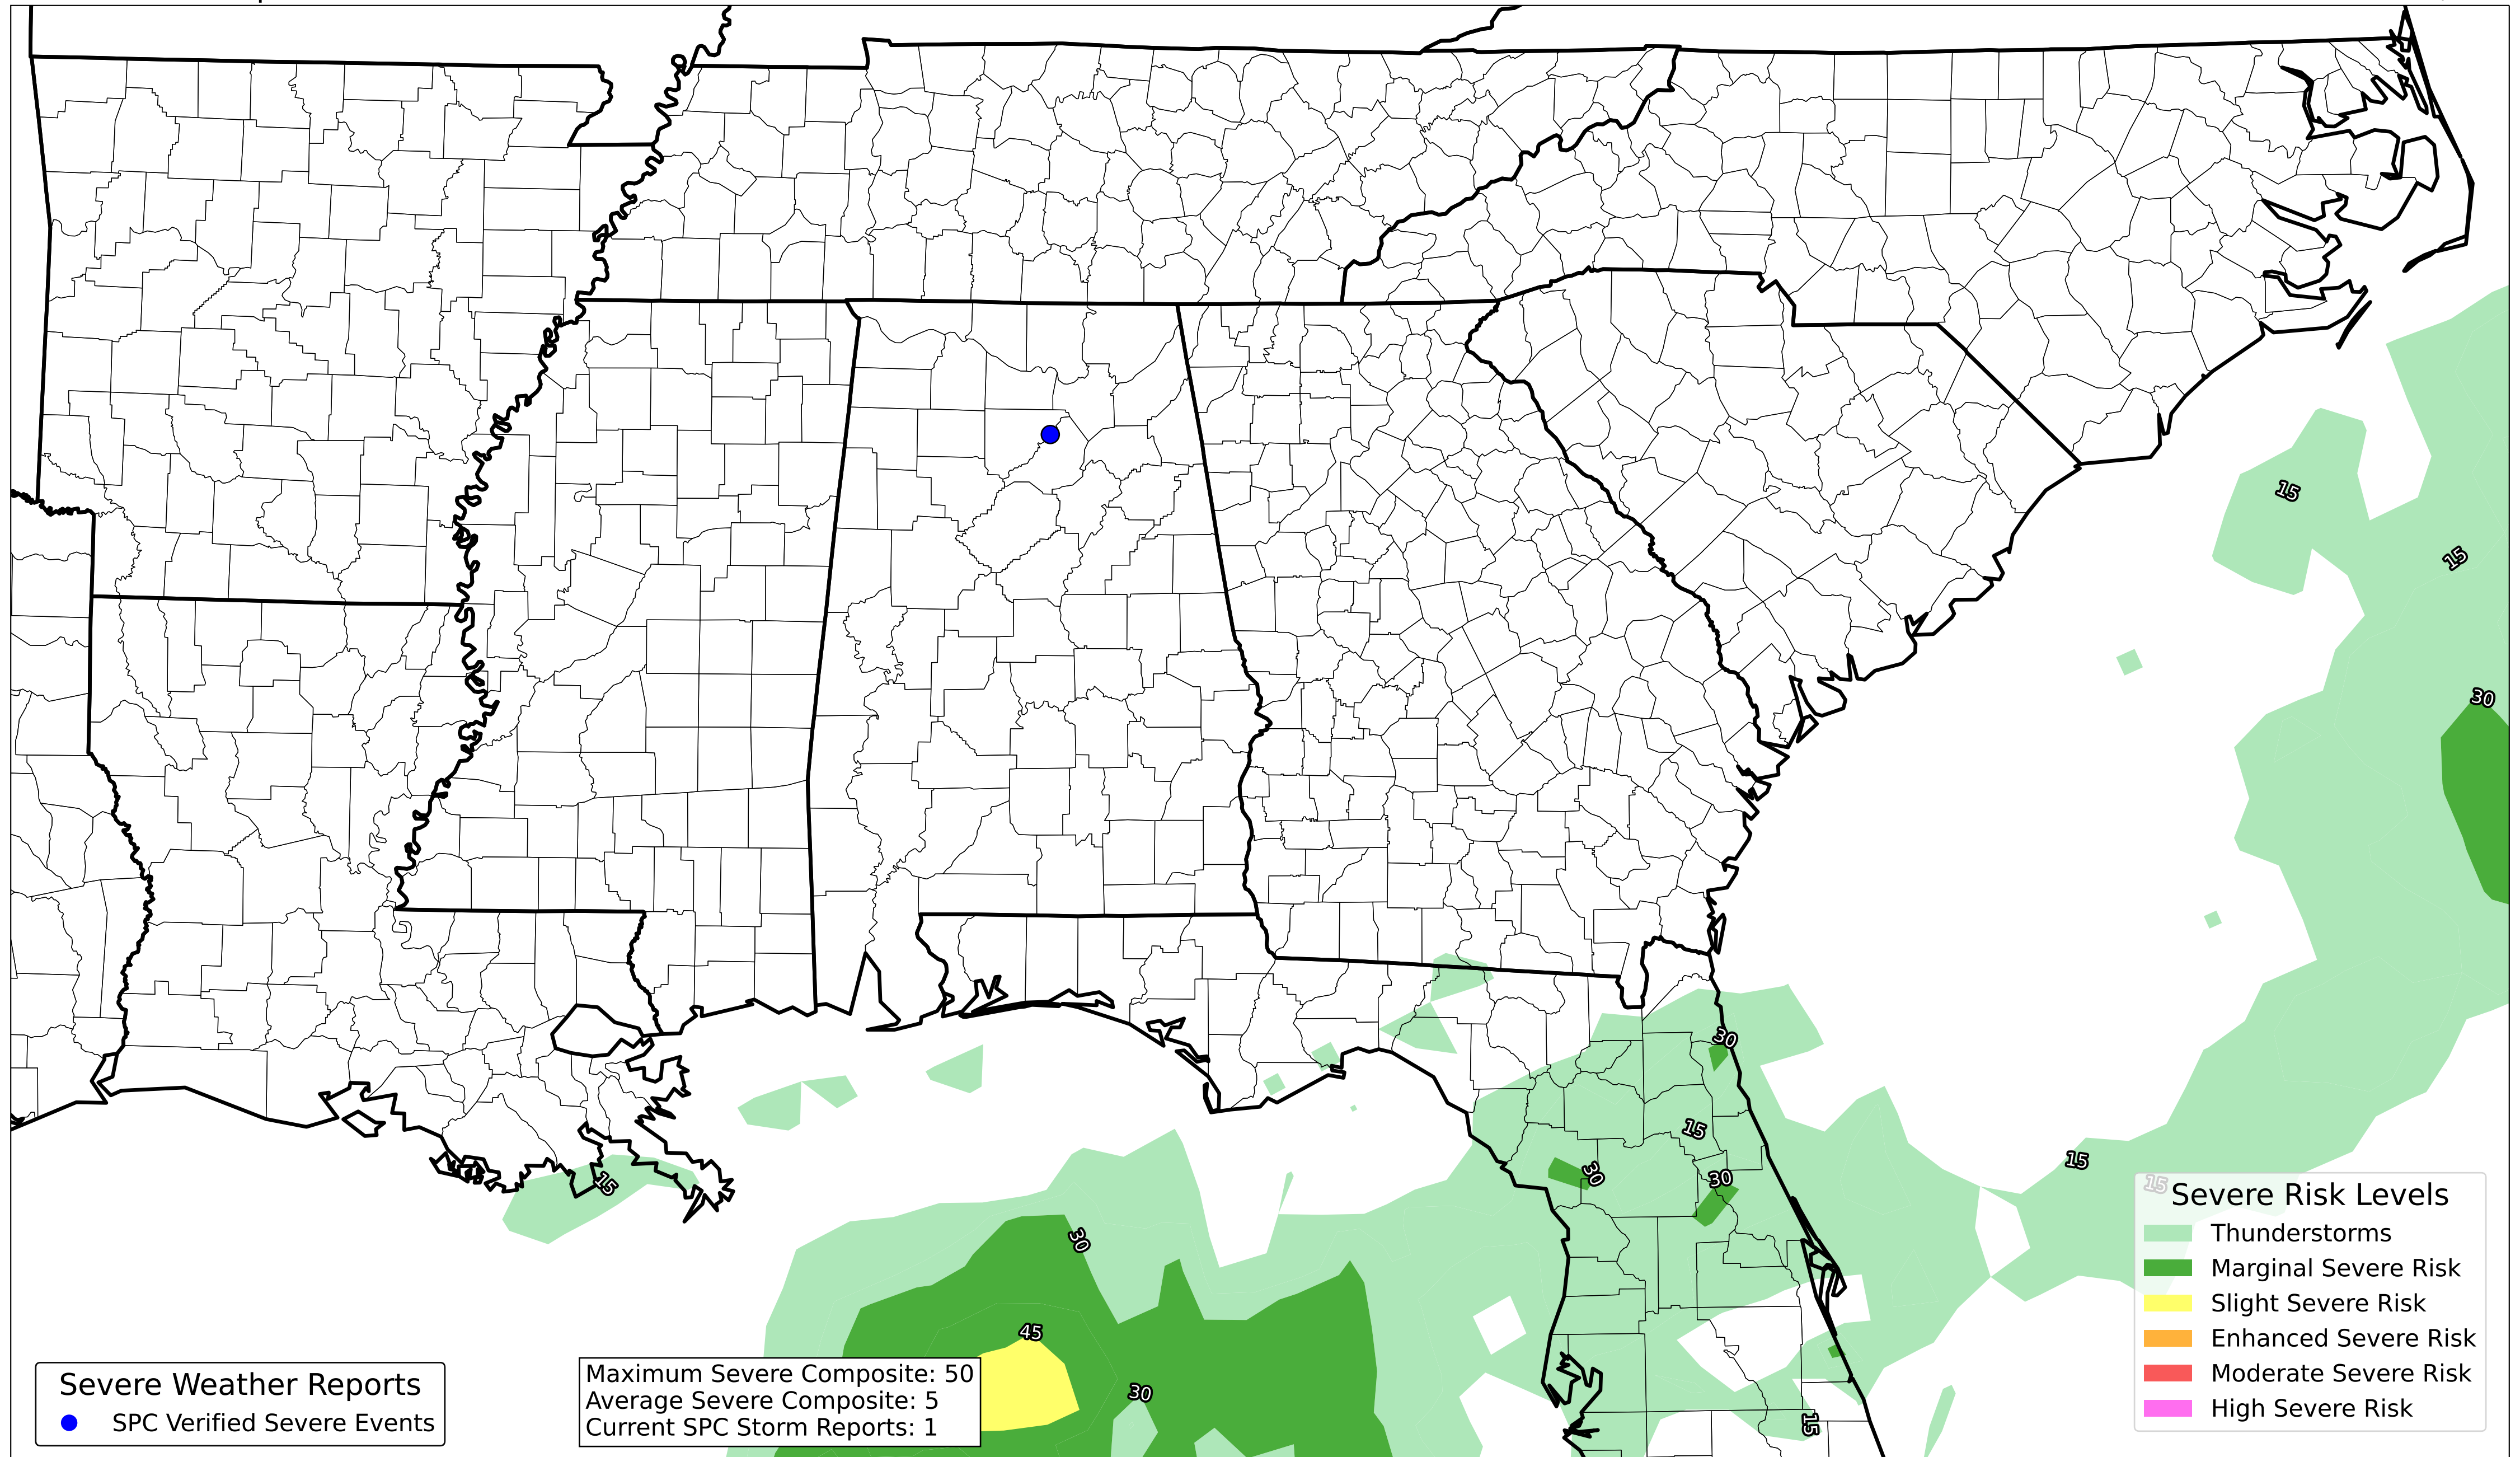 15
15
30
30
15
30
30
15
15
15
30
45
30
15
Severe Risk Levels
Thunderstorms
Marginal Severe Risk
Slight Severe Risk
Enhanced Severe Risk
Moderate Severe Risk
High Severe Risk
Severe Weather Reports
SPC Verified Severe Events
Maximum Severe Composite: 50
Average Severe Composite: 5
Current SPC Storm Reports: 1